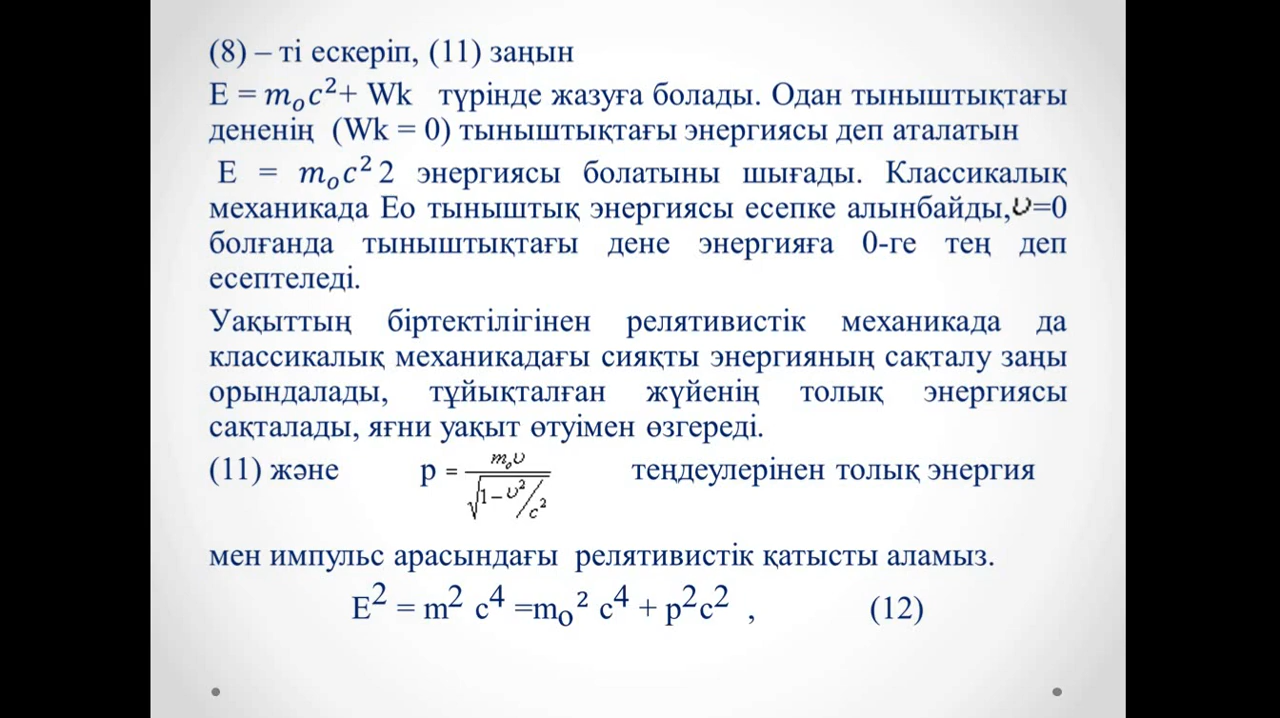 (8) – ті ескеріп, (11) заңын
E = m₀c²+ Wk түрінде жазуға болады. Одан тыныштықтағы
дененің (Wk = 0) тыныштықтағы энергиясы деп аталатын
E = m₀c² 2 энергиясы болатыны шығады. Классикалық
механикада Ео тыныштық энергиясы есепке алынбайды,υ=0
болғанда тыныштықтағы дене энергияға 0-ге тең деп
есептеледі.
Уақыттың біртектілігінен релятивистік механикада да
классикалық механикадағы сияқты энергияның сақталу заңы
орындалады, тұйықталған жүйенің толық энергиясы
сақталады, яғни уақыт өтуімен өзгереді.
(11) және p = m₀υ / √(1 – υ²/c²) теңдеулерінен толық энергия
мен импульс арасындағы релятивистік қатысты аламыз.
E² = m² c⁴ =m₀² c⁴ + p²c² , (12)